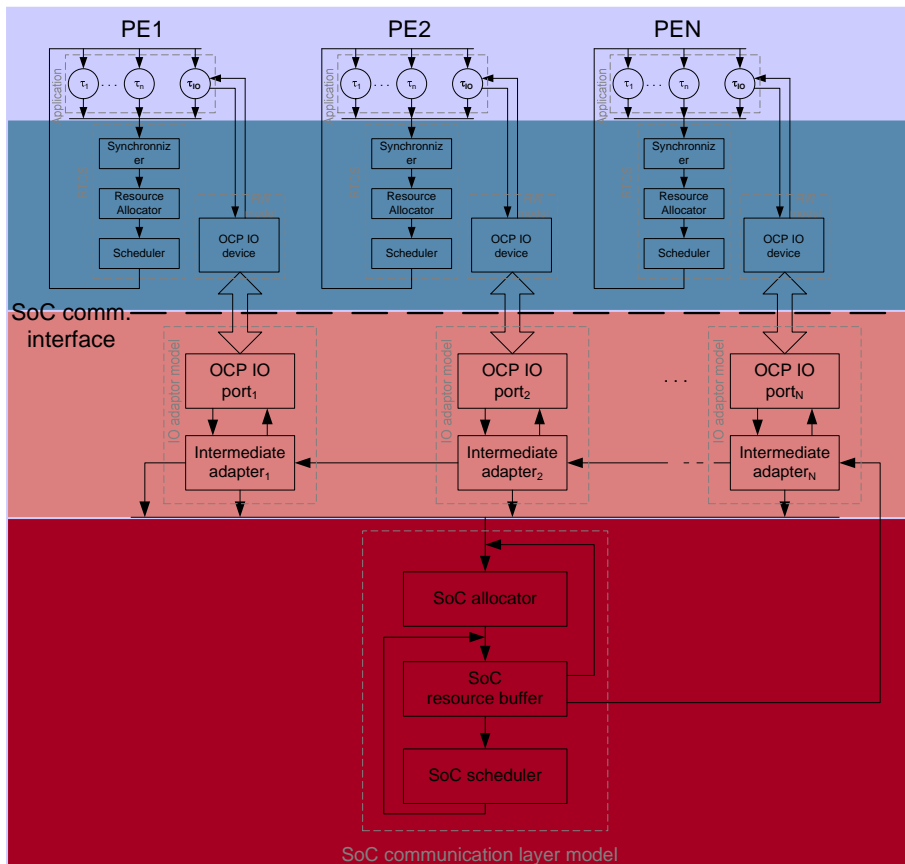 PE1 PE2 PEN
Application Application Application
τ1 . . . τn τIO τ1 . . . τn τIO τ1 . . . τn τIO
Synchronniz Synchronniz Synchronniz
er er er
Resource Resource Resource
Allocator Allocator Allocator
Scheduler Scheduler Scheduler
OCP IO OCP IO OCP IO
device device device
SoC comm.
interface
IO adaptor model IO adaptor model IO adaptor model
OCP IO OCP IO . . . OCP IO
port1 port2 portN
Intermediate Intermediate Intermediate
adapter1 adapter2 adapterN
SoC allocator
SoC
resource buffer
SoC scheduler
SoC communication layer model